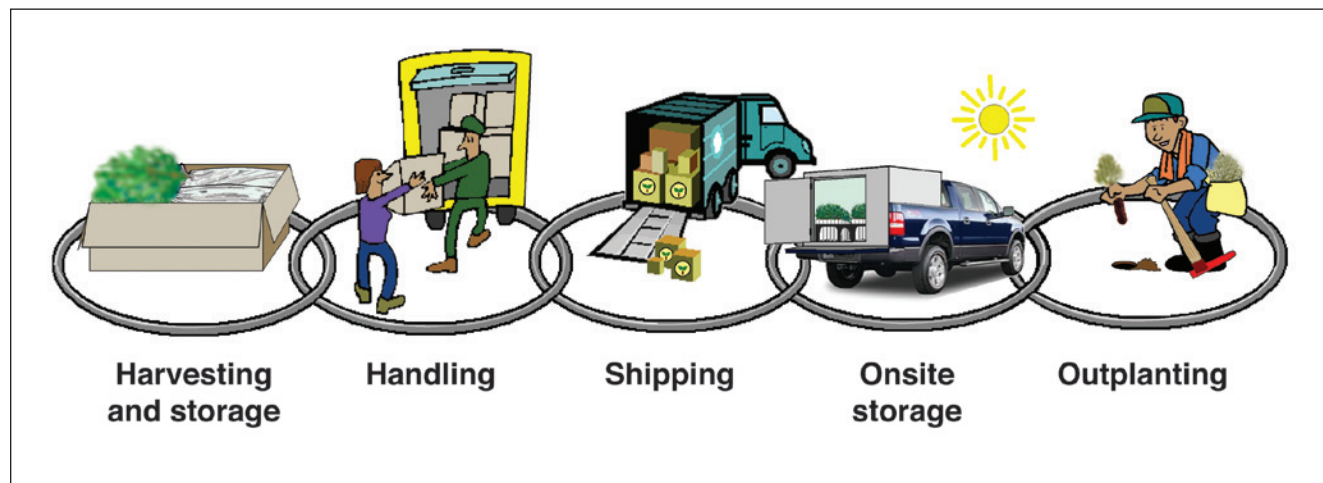 Harvesting
and storage
Handling
Shipping
Onsite
storage
Outplanting